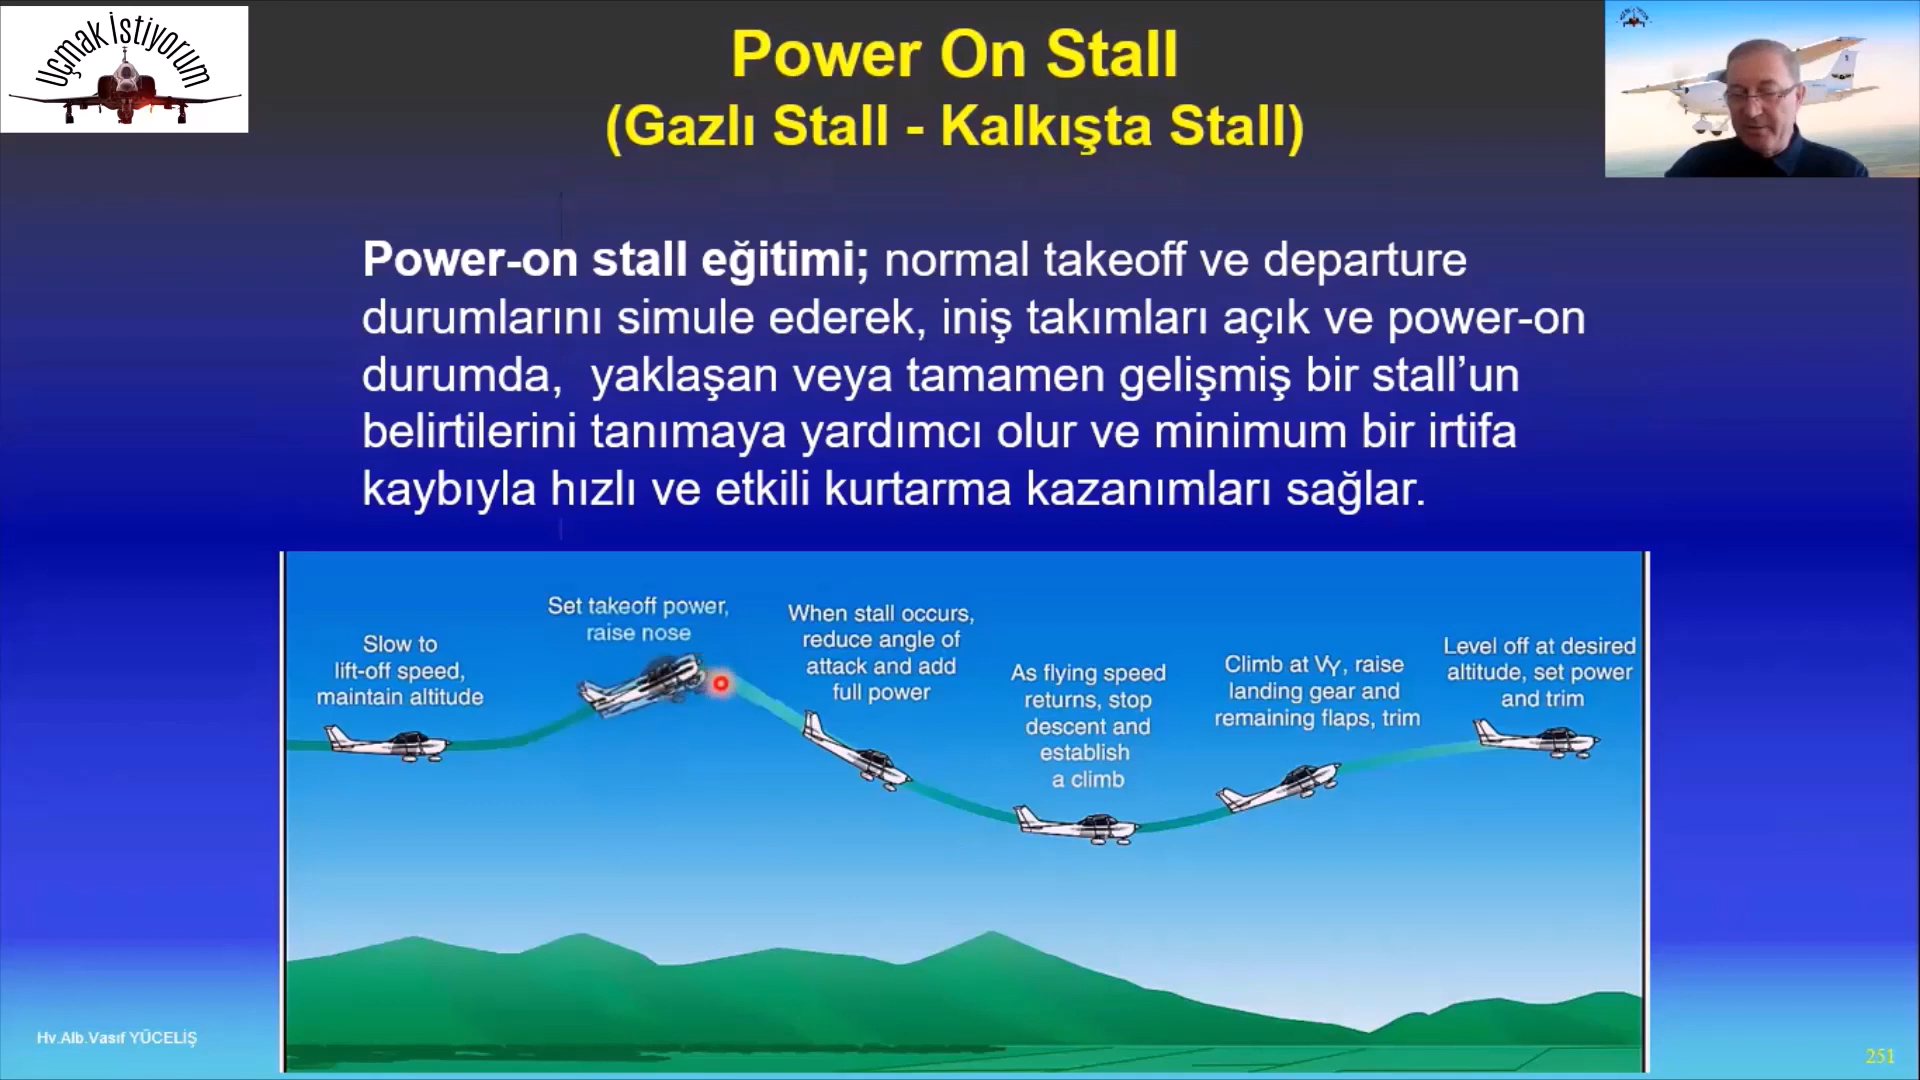 Uçmak İstiyorum
Power On Stall
(Gazlı Stall - Kalkışta Stall)
Power-on stall eğitimi; normal takeoff ve departure
durumlarını simule ederek, iniş takımları açık ve power-on
durumda, yaklaşan veya tamamen gelişmiş bir stall’un
belirtilerini tanımaya yardımcı olur ve minimum bir irtifa
kaybıyla hızlı ve etkili kurtarma kazanımları sağlar.
Slow to
lift-off speed,
maintain altitude
Set takeoff power,
raise nose
When stall occurs,
reduce angle of
attack and add
full power
As flying speed
returns, stop
descent and
establish
a climb
Climb at VY, raise
landing gear and
remaining flaps, trim
Level off at desired
altitude, set power
and trim
Hv.Alb.Vasıf YÜCELİŞ
251